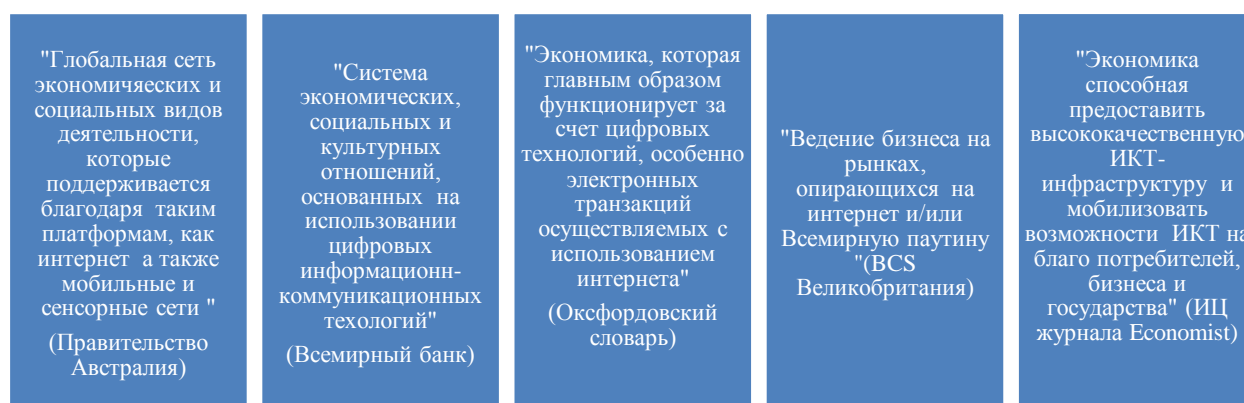 "Глобальная сеть
экономичяеских и
социальных видов
деятельности,
которые
поддерживается
благодаря таким
платформам, как
интернет а также
мобильные и
сенсорные сети "
(Правительство
Австралия)
"Система
экономических,
социальных и
культурных
отношений,
основанных на
использовании
цифровых
информационн-
коммуникационных
техологий"
(Всемирный банк)
"Экономика, которая
главным образом
функционирует за
счет цифровых
технологий, особенно
электронных
транзакций
осуществляемых с
использованием
интернета"
(Оксфордовский
словарь)
"Ведение бизнеса на
рынках,
опирающихся на
интернет и/или
Всемирную паутину
"(BCS
Великобритания)
"Экономика
способная
предоставить
высококачественную
ИКТ-
инфраструктуру и
мобилизовать
возможности ИКТ на
благо потребителей,
бизнеса и
государства" (ИЦ
журнала Economist)